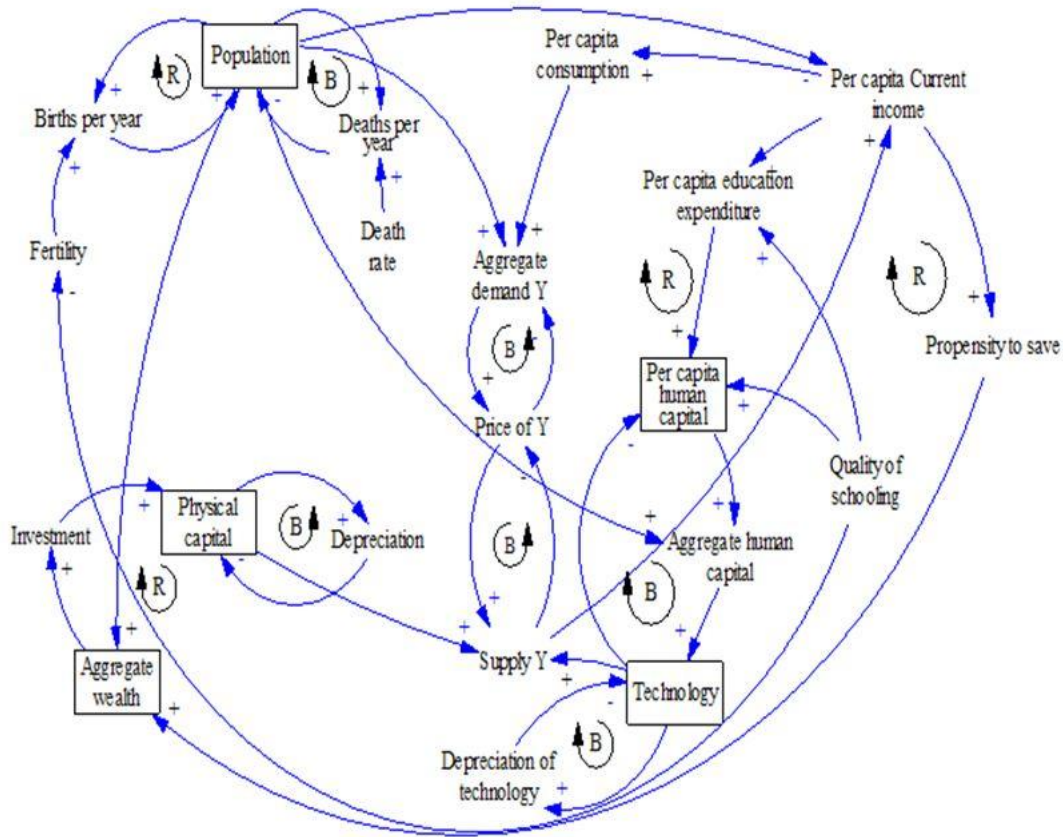 Population
R
B
+
+
+
-
Births per year
Deaths per
year
+
+
Death
rate
Fertility
-
Per capita
consumption
+
-
Per capita Current
income
+
+
Per capita education
expenditure
+
+
+
Aggregate
demand Y
R
R
+
Propensity to save
B
-
+
Price of Y
-
+
Per capita
human
capital
+
-
Quality of
schooling
Investment
+
Physical
capital
B
+
Depreciation
-
+
R
B
+
+
Aggregate human
capital
B
+
+
+
Supply Y
+
Aggregate
wealth
+
Technology
-
B
Depreciation of
technology
+